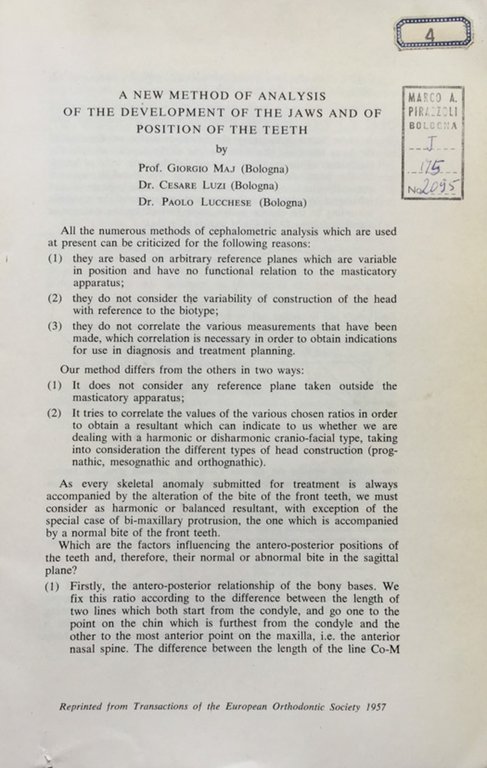 4
MARCO A.
PIRAZZOLI
BOLOGNA
I
175
No 2095
A NEW METHOD OF ANALYSIS
OF THE DEVELOPMENT OF THE JAWS AND OF
POSITION OF THE TEETH
by
Prof. GIORGIO MAJ (Bologna)
Dr. CESARE LUZI (Bologna)
Dr. PAOLO LUCCHESE (Bologna)
All the numerous methods of cephalometric analysis which are used
at present can be criticized for the following reasons:
(1) they are based on arbitrary reference planes which are variable
in position and have no functional relation to the masticatory
apparatus;
(2) they do not consider the variability of construction of the head
with reference to the biotype;
(3) they do not correlate the various measurements that have been
made, which correlation is necessary in order to obtain indications
for use in diagnosis and treatment planning.
Our method differs from the others in two ways:
(1) It does not consider any reference plane taken outside the
masticatory apparatus;
(2) It tries to correlate the values of the various chosen ratios in order
to obtain a resultant which can indicate to us whether we are
dealing with a harmonic or disharmonic cranio-facial type, taking
into consideration the different types of head construction (prog-
nathic, mesognathic and orthognathic).
As every skeletal anomaly submitted for treatment is always
accompanied by the alteration of the bite of the front teeth, we must
consider as harmonic or balanced resultant, with exception of the
special case of bi-maxillary protrusion, the one which is accompanied
by a normal bite of the front teeth.
Which are the factors influencing the antero-posterior positions of
the teeth and, therefore, their normal or abnormal bite in the sagittal
plane?
(1) Firstly, the antero-posterior relationship of the bony bases. We
fix this ratio according to the difference between the length of
two lines which both start from the condyle, and go one to the
point on the chin which is furthest from the condyle and the
other to the most anterior point on the maxilla, i.e. the anterior
nasal spine. The difference between the length of the line Co-M
Reprinted from Transactions of the European Orthodontic Society 1957